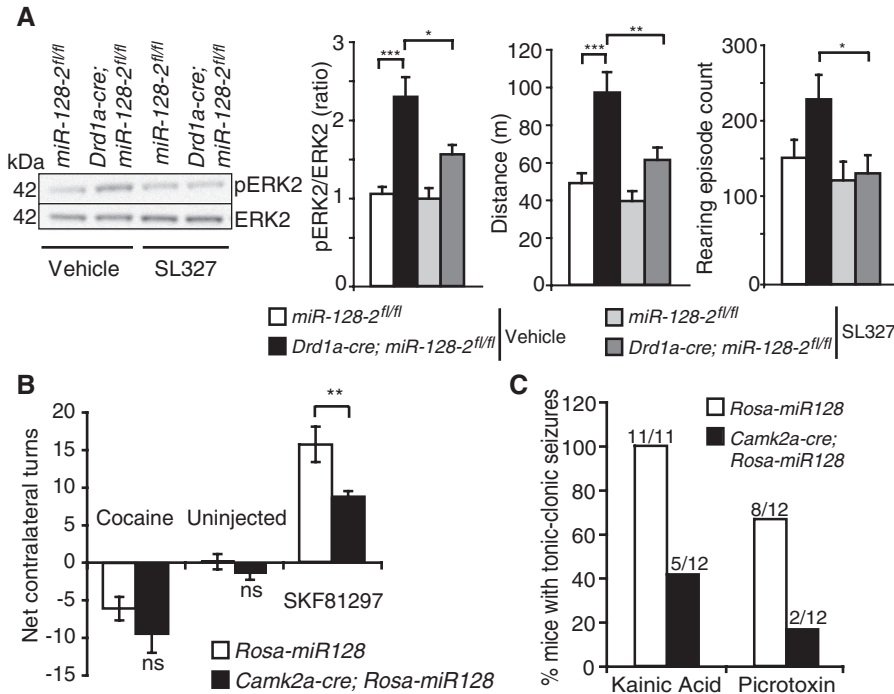 A
miR-128-2fl/fl
Drd1a-cre;
miR-128-2fl/fl
miR-128-2fl/fl
Drd1a-cre;
miR-128-2fl/fl
kDa
42
pERK2
42
ERK2
Vehicle
SL327
pERK2/ERK2 (ratio)
3
2
1
0
***
*
Distance (m)
120
100
80
60
40
20
0
***
**
Rearing episode count
300
200
100
0
*
miR-128-2fl/fl
Drd1a-cre; miR-128-2fl/fl
Vehicle
miR-128-2fl/fl
Drd1a-cre; miR-128-2fl/fl
SL327
B
Net contralateral turns
20
15
10
5
0
-5
-10
-15
Cocaine
Uninjected
SKF81297
**
ns
ns
Rosa-miR128
Camk2a-cre; Rosa-miR128
C
% mice with tonic-clonic seizures
120
100
80
60
40
20
0
11/11
5/12
8/12
2/12
Kainic Acid
Picrotoxin
Rosa-miR128
Camk2a-cre;
Rosa-miR128